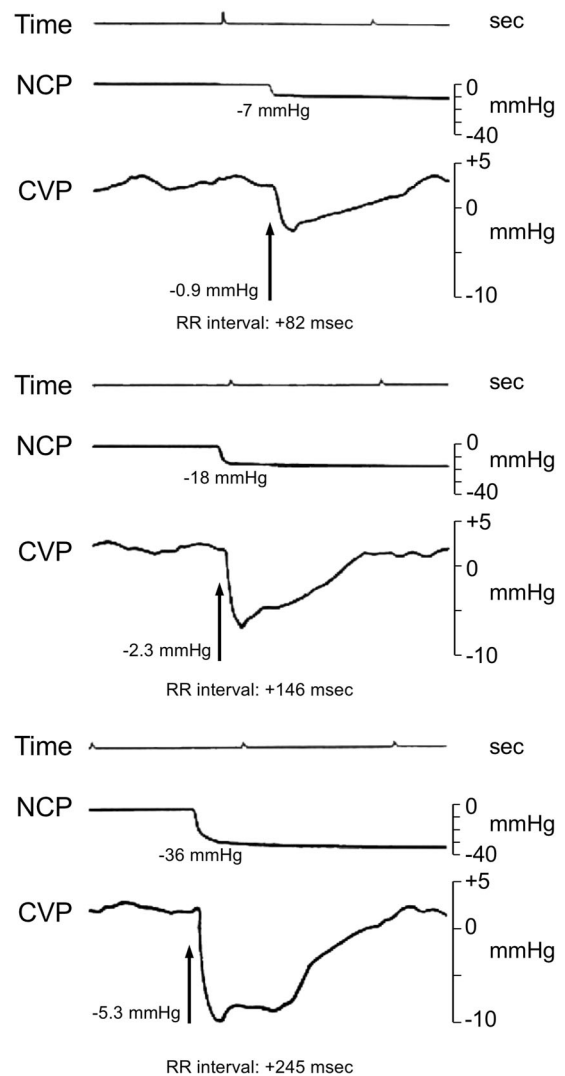 Time sec
NCP 0
mmHg
-7 mmHg
-40
+5
CVP
0
mmHg
-0.9 mmHg
-10
RR interval: +82 msec
Time sec
NCP 0
mmHg
-18 mmHg
-40
+5
CVP
0
mmHg
-2.3 mmHg
-10
RR interval: +146 msec
Time sec
NCP 0
mmHg
-36 mmHg
-40
+5
CVP
0
mmHg
-5.3 mmHg
-10
RR interval: +245 msec